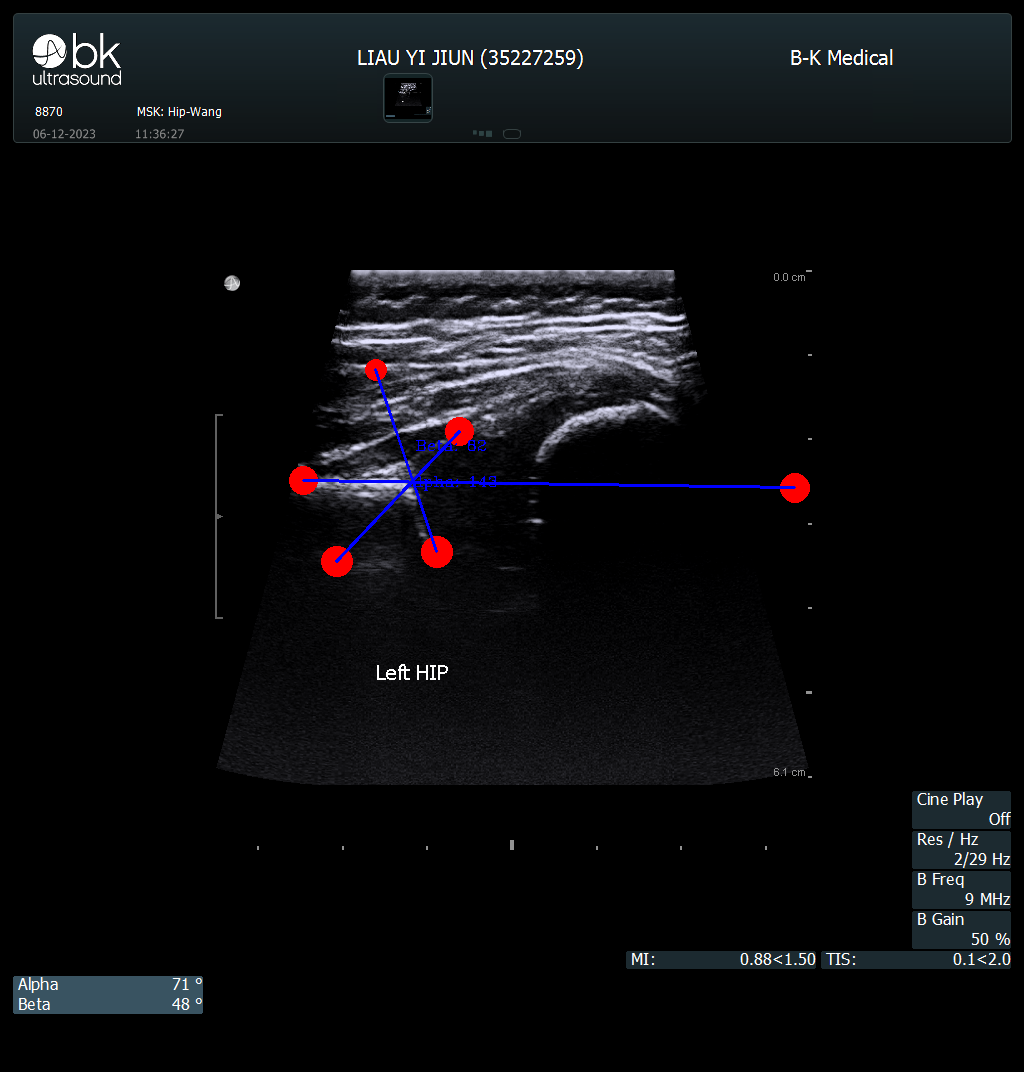 bk
ultrasound
LIAU YI JIUN (35227259)
B-K Medical
8870
MSK: Hip-Wang
06-12-2023
11:36:27
0.0 cm
Beta: 62
Left HIP
6.1 cm
Cine Play
Off
Res / Hz
2/29 Hz
B Freq
9 MHz
B Gain
50 %
MI: 0.88<1.50
TIS: 0.1<2.0
Alpha 71 º
Beta 48 º